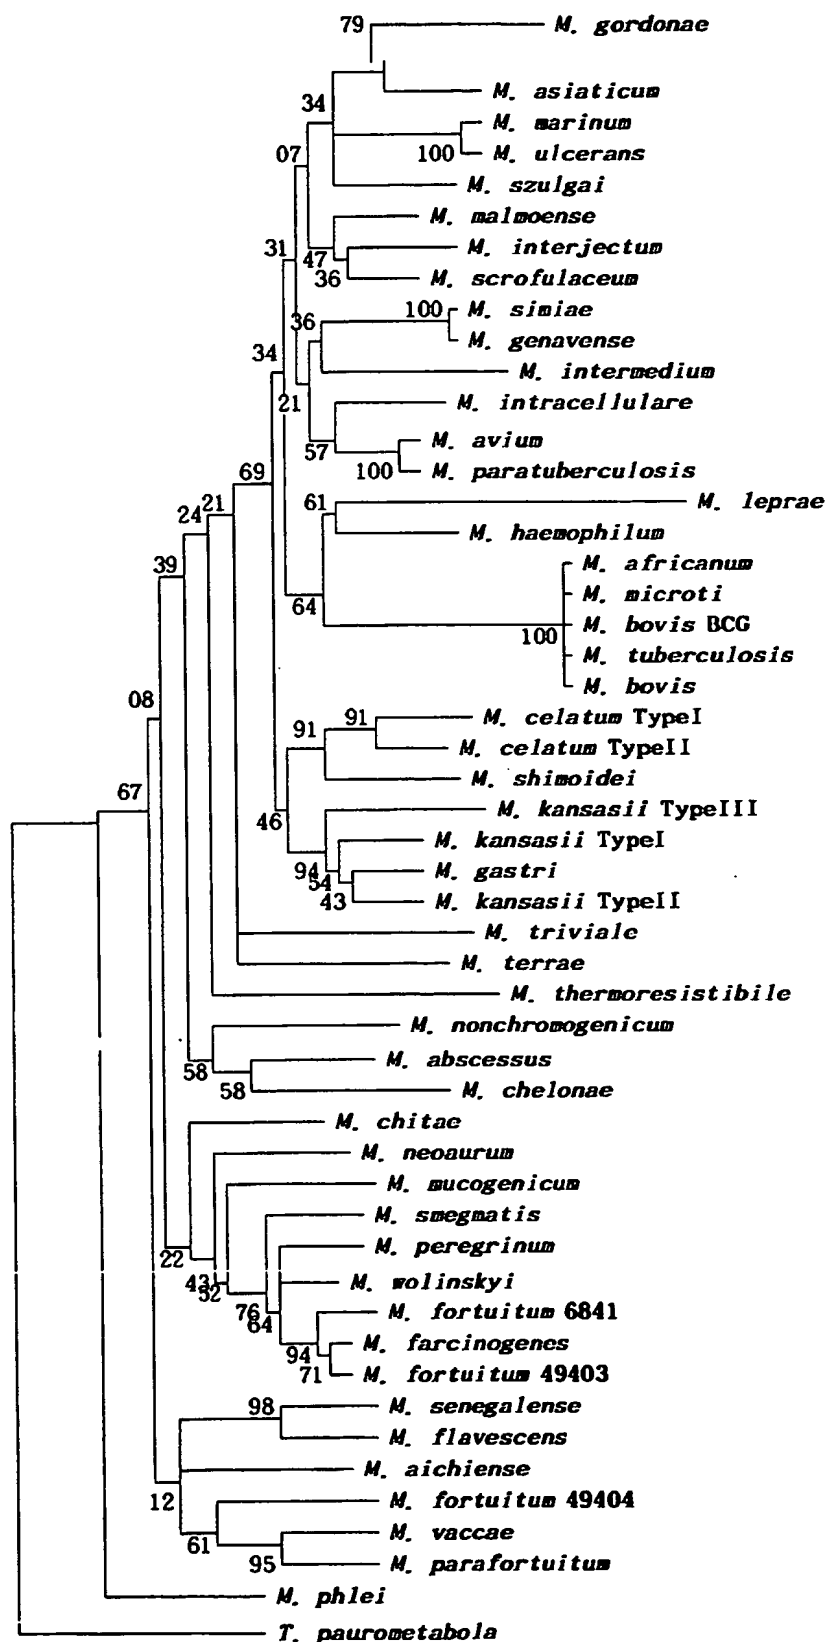 79 M. gordonae
M. asiaticum
34
M. marinum
07
100 M. ulcerans
M. szulgai
M. malmoense
31 47 M. interjectum
36 M. scrofulaceum
100 M. simiae
36
M. genavense
34
M. intermedium
21 M. intracellulare
M. avium
57
100 M. paratuberculosis
69
61 M. leprae
24 21
M. haemophilum
39
M. africanum
M. microti
64
M. bovis BCG
100
M. tuberculosis
M. bovis
08
91 M. celatum TypeI
91
M. celatum TypeII
M. shimoidei
67
M. kansasii TypeIII
46
M. kansasii TypeI
94 M. gastri
54
43 M. kansasii TypeII
M. triviale
M. terrae
M. thermoresistibile
M. nonchromogenicum
M. abscessus
58
58 M. chelonae
M. chitae
M. neoaurum
M. mucogenicum
M. smegmatis
M. peregrinum
22
43 M. wolinskyi
52
76 M. fortuitum 6841
64
M. farcinogenes
94
71 M. fortuitum 49403
98 M. senegalense
M. flavescens
M. aichiense
12 M. fortuitum 49404
M. vaccae
61
95 M. parafortuitum
M. phlei
T. paurometabola